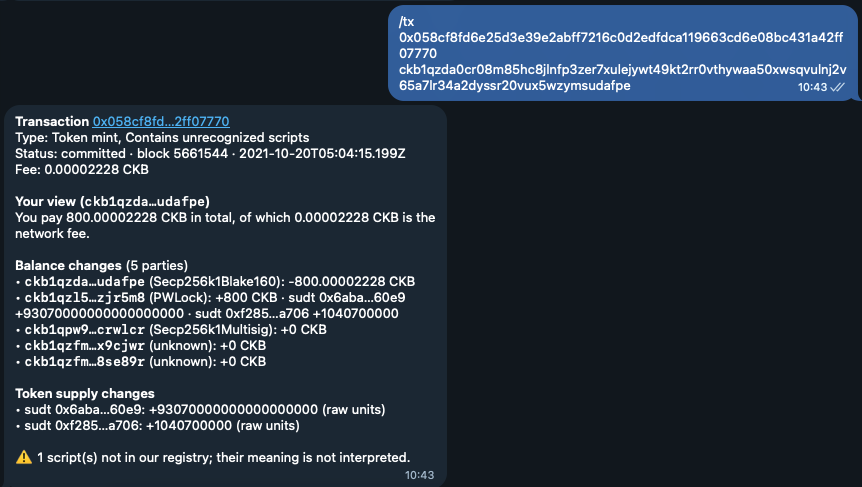 /tx
0x058cf8fd6e25d3e39e2abff7216c0d2edfdca119663cd6e08bc431a42ff
07770
ckb1qzda0cr08m85hc8jlnfp3zer7xulejywt49kt2rr0vthywaa50xwsqvulnj2v
65a7lr34a2dyssr20vux5wzymsudafpe
10:43
Transaction 0x058cf8fd...2ff07770
Type: Token mint, Contains unrecognized scripts
Status: committed · block 5661544 · 2021-10-20T05:04:15.199Z
Fee: 0.00002228 CKB
Your view (ckb1qzda…udafpe)
You pay 800.00002228 CKB in total, of which 0.00002228 CKB is the
network fee.
Balance changes (5 parties)
• ckb1qzda…udafpe (Secp256k1Blake160): -800.00002228 CKB
• ckb1qzl5…zjr5m8 (PWLock): +800 CKB · sudt 0x6aba...60e9
+93070000000000000000 · sudt 0xf285...a706 +1040700000
• ckb1qpw9…crwlcr (Secp256k1Multisig): +0 CKB
• ckb1qzfm…x9cjwr (unknown): +0 CKB
• ckb1qzfm…8se89r (unknown): +0 CKB
Token supply changes
• sudt 0x6aba...60e9: +93070000000000000000 (raw units)
• sudt 0xf285...a706: +1040700000 (raw units)
⚠️ 1 script(s) not in our registry; their meaning is not interpreted.
10:43